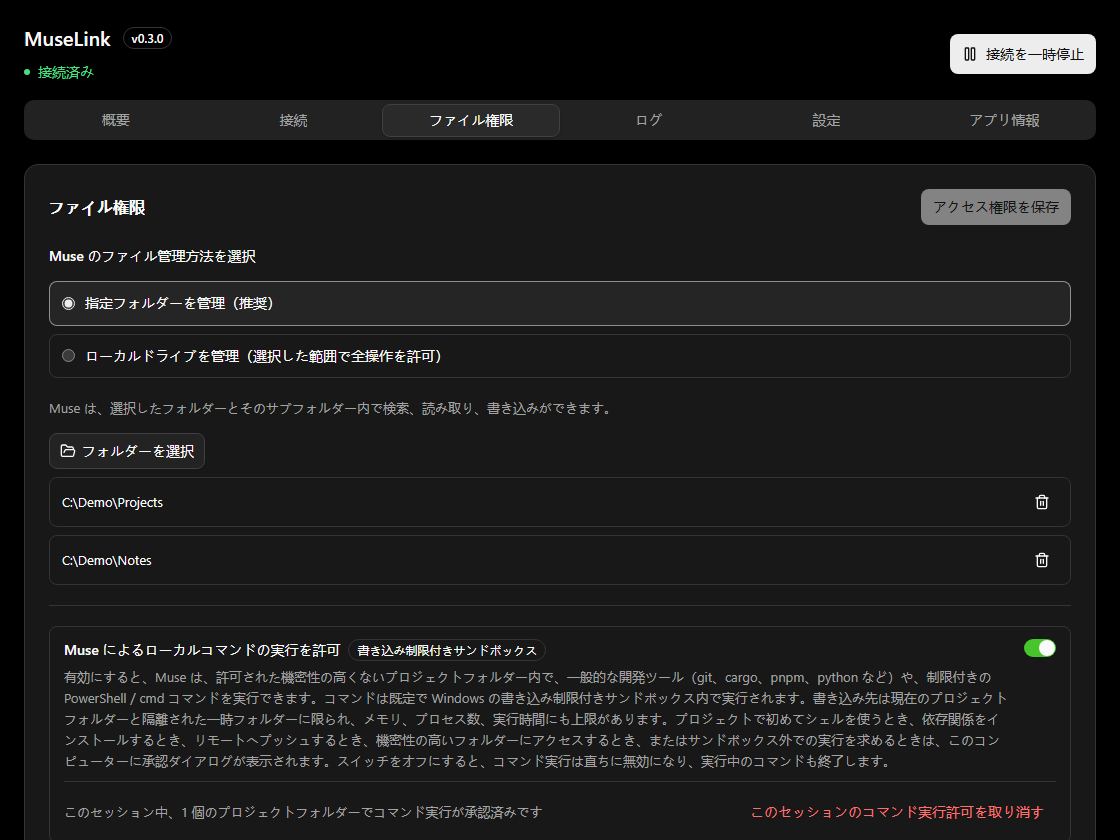 MuseLink v0.3.0
接続済み
接続を一時停止
概要 接続 ファイル権限 ログ 設定 アプリ情報
ファイル権限
アクセス権限を保存
Muse のファイル管理方法を選択
指定フォルダーを管理（推奨）
ローカルドライブを管理（選択した範囲で全操作を許可）
Muse は、選択したフォルダーとそのサブフォルダー内で検索、読み取り、書き込みができます。
フォルダーを選択
C:\Demo\Projects
C:\Demo\Notes
Muse によるローカルコマンドの実行を許可 書き込み制限付きサンドボックス
有効にすると、Muse は、許可された機密性の高くないプロジェクトフォルダー内で、一般的な開発ツール（git、cargo、pnpm、python など）や、制限付きの
PowerShell / cmd コマンドを実行できます。コマンドは既定で Windows の書き込み制限付きサンドボックス内で実行されます。書き込み先は現在のプロジェクト
フォルダーと隔離された一時フォルダーに限られ、メモリ、プロセス数、実行時間にも上限があります。プロジェクトで初めてシェルを使うとき、依存関係をイ
ンストールするとき、リモートへプッシュするとき、機密性の高いフォルダーにアクセスするとき、またはサンドボックス外での実行を求めるときは、このコン
ピューターに承認ダイアログが表示されます。スイッチをオフにすると、コマンド実行は直ちに無効になり、実行中のコマンドも終了します。
このセッション中、1 個のプロジェクトフォルダーでコマンド実行が承認済みです
このセッションのコマンド実行許可を取り消す